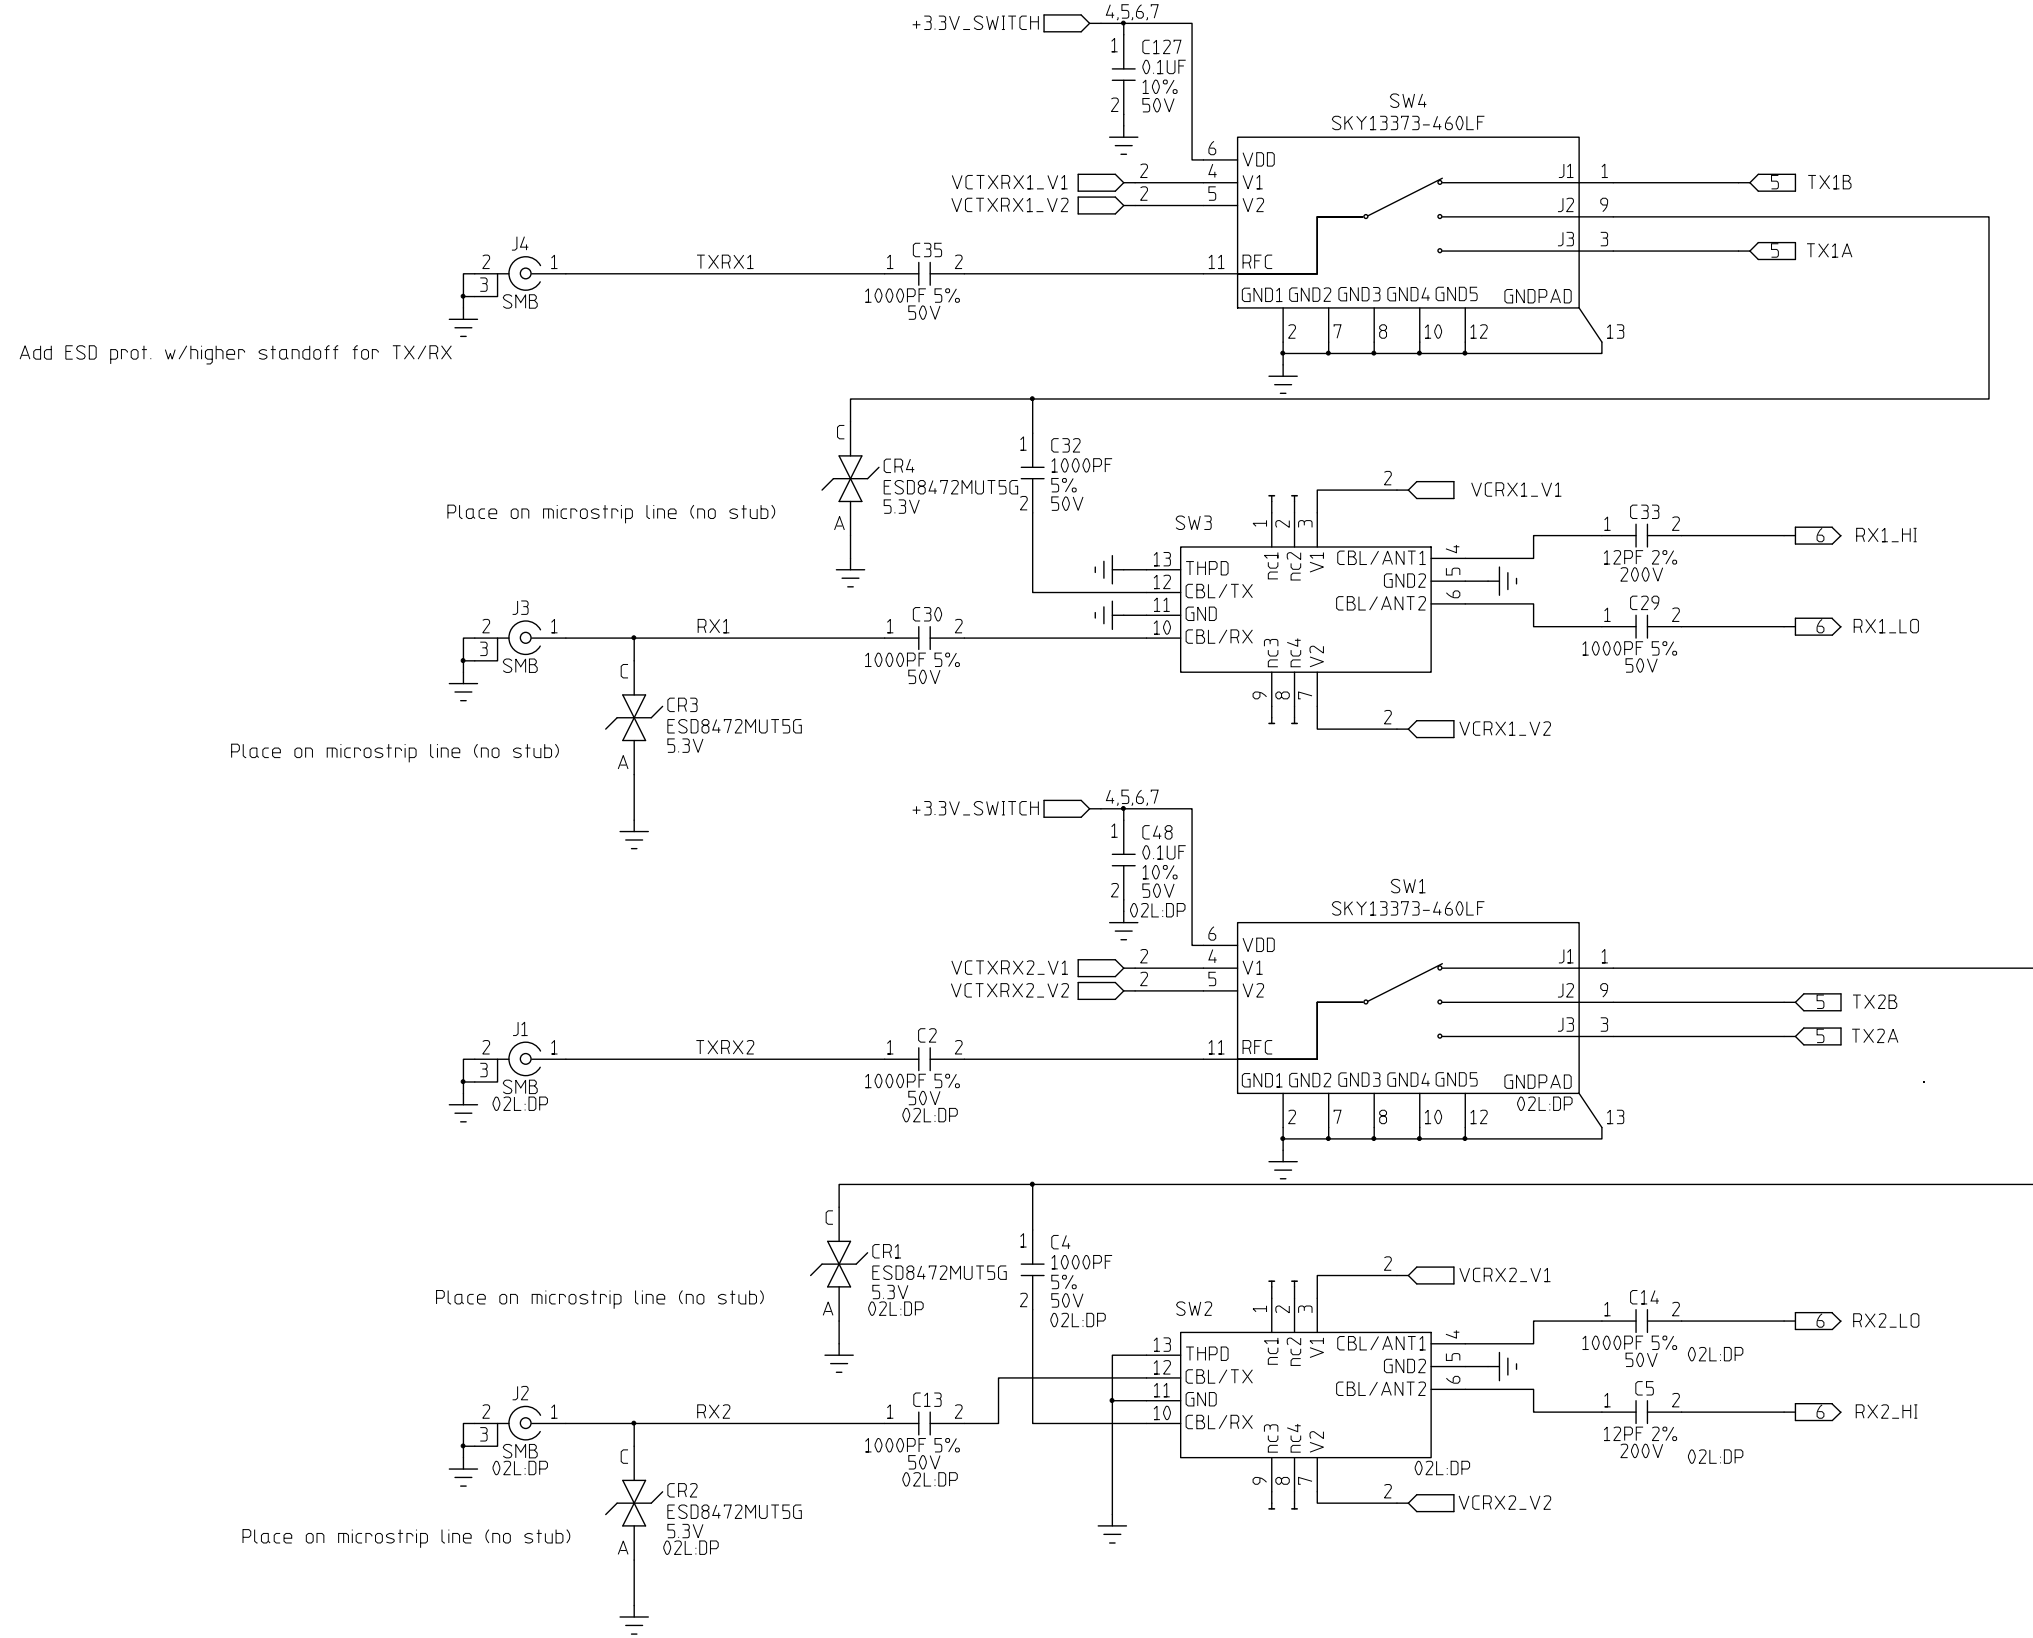 +3.3V_SWITCH
4,5,6,7
1
C127
0.1UF
10%
50V
2
SW4
SKY13373-460LF
6
VDD
VCTXRX1_V1
2
4
V1
VCTXRX1_V2
2
5
V2
J1
1
5
TX1B
J2
9
J3
3
5
TX1A
J4
2
3
1
SMB
TXRX1
C35
1
2
1000PF 5%
50V
11
RFC
GND1
GND2
GND3
GND4
GND5
GNDPAD
2
7
8
10
12
13
Add ESD prot. w/higher standoff for TX/RX
C
CR4
ESD8472MUT5G
5.3V
A
Place on microstrip line (no stub)
1
C32
1000PF
5%
50V
2
SW3
2
VCRX1_V1
1
2
3
nc1
nc2
V1
13
THPD
12
CBL/TX
11
GND
10
CBL/RX
CBL/ANT1
4
GND2
5
CBL/ANT2
6
nc3
nc4
V2
9
8
7
2
VCRX1_V2
C33
1
2
12PF 2%
200V
6
RX1_HI
C29
1
2
1000PF 5%
50V
6
RX1_LO
J3
2
3
1
SMB
RX1
C30
1
2
1000PF 5%
50V
C
CR3
ESD8472MUT5G
5.3V
A
Place on microstrip line (no stub)
+3.3V_SWITCH
4,5,6,7
1
C48
0.1UF
10%
50V
2
02L:DP
SW1
SKY13373-460LF
6
VDD
VCTXRX2_V1
2
4
V1
VCTXRX2_V2
2
5
V2
J1
1
J2
9
5
TX2B
J3
3
5
TX2A
J1
2
3
1
SMB
02L:DP
TXRX2
C2
1
2
1000PF 5%
50V
02L:DP
11
RFC
GND1
GND2
GND3
GND4
GND5
GNDPAD
02L:DP
2
7
8
10
12
13
C
CR1
ESD8472MUT5G
5.3V
02L:DP
A
Place on microstrip line (no stub)
1
C4
1000PF
5%
50V
2
02L:DP
SW2
2
VCRX2_V1
1
2
3
nc1
nc2
V1
13
THPD
12
CBL/TX
11
GND
10
CBL/RX
CBL/ANT1
4
GND2
5
CBL/ANT2
6
nc3
nc4
V2
02L:DP
9
8
7
2
VCRX2_V2
C14
1
2
1000PF 5%
50V
02L:DP
6
RX2_LO
C5
1
2
12PF 2%
200V
02L:DP
6
RX2_HI
J2
2
3
1
SMB
02L:DP
RX2
C13
1
2
1000PF 5%
50V
02L:DP
C
CR2
ESD8472MUT5G
5.3V
02L:DP
A
Place on microstrip line (no stub)